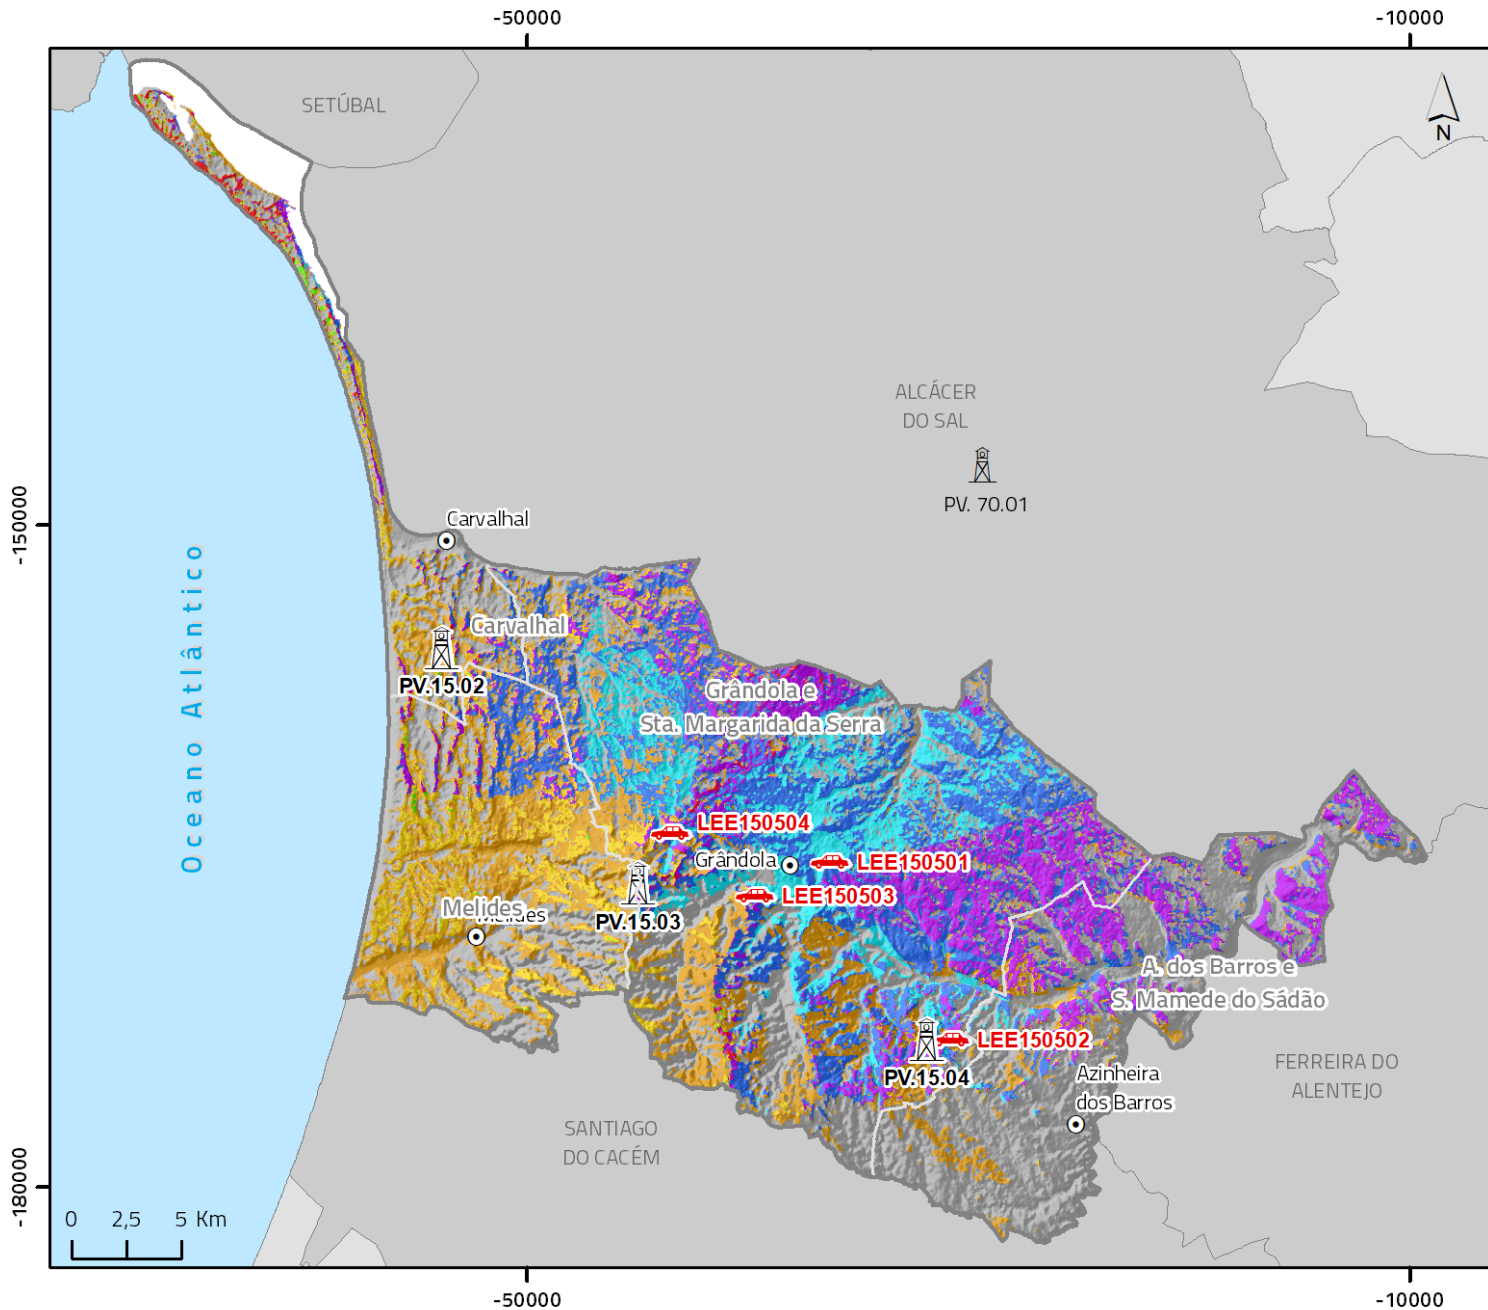 -50000
-10000
SETÚBAL
N
ALCÁCER
DO SAL
PV. 70.01
-150000
Carvalhal
Oceano Atlântico
Carvalhal
PV.15.02
Grândola e
Sta. Margarida da Serra
LEE150504
Grândola
LEE150501
LEE150503
PV.15.03
Melides
Melides
A. dos Barros e
S. Mamede do Sádão
LEE150502
PV.15.04
Azinheira
dos Barros
FERREIRA DO
ALENTEJO
SANTIAGO
DO CACÉM
-180000
0 2,5 5 Km
-50000
-10000